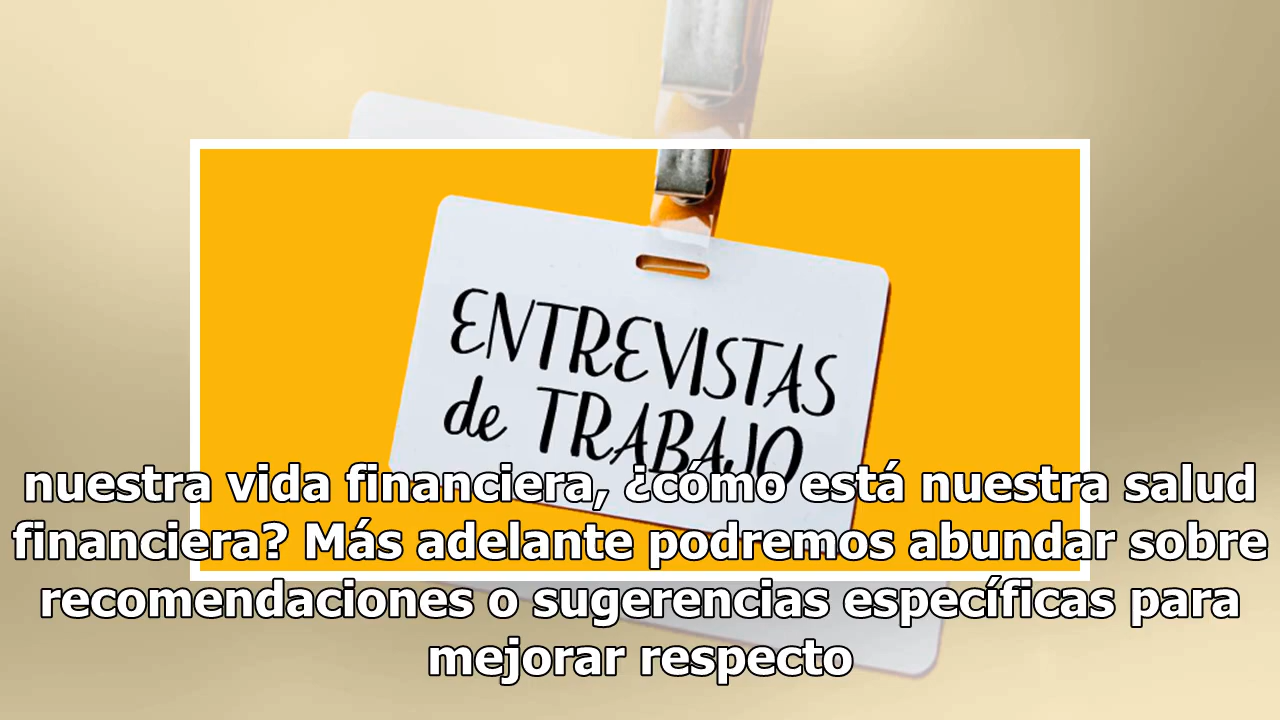 ENTREVISTAS
de TRABAJO
nuestra vida financiera, ¿cómo está nuestra salud
financiera? Más adelante podremos abundar sobre
recomendaciones o sugerencias específicas para
mejorar respecto